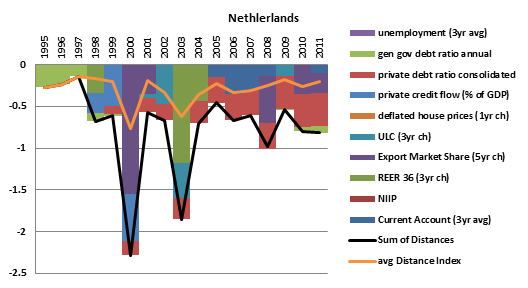 Nethlerlands
1995 1996 1997 1998 1999 2000 2001 2002 2003 2004 2005 2006 2007 2008 2009 2010 2011
0
-0.5
-1
-1.5
-2
-2.5
unemployment (3yr avg)
gen gov debt ratio annual
private debt ratio consolidated
private credit flow (% of GDP)
deflated house prices (1yr ch)
ULC (3yr ch)
Export Market Share (5yr ch)
REER 36 (3yr ch)
NIIP
Current Account (3yr avg)
Sum of Distances
avg Distance Index